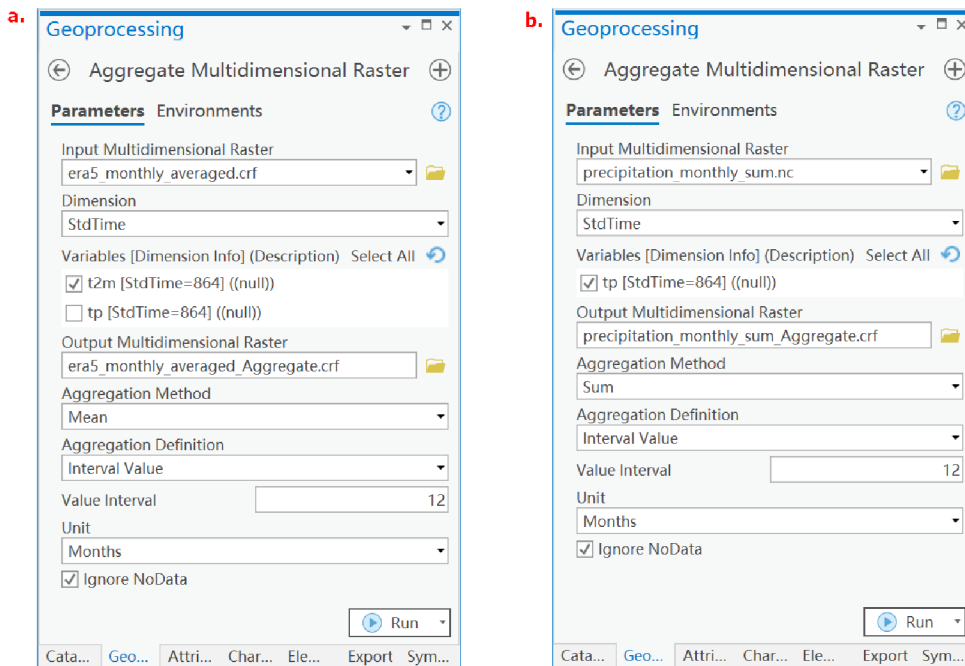 a.
Geoprocessing
Aggregate Multidimensional Raster
Parameters Environments
Input Multidimensional Raster
era5_monthly_averaged.crf
Dimension
StdTime
Variables [Dimension Info] (Description) Select All
t2m [StdTime=864] ((null))
tp [StdTime=864] ((null))
Output Multidimensional Raster
era5_monthly_averaged_Aggregate.crf
Aggregation Method
Mean
Aggregation Definition
Interval Value
Value Interval 12
Unit
Months
Ignore NoData
Run
Cata... Geo... Attri... Char... Ele... Export Sym...
b.
Geoprocessing
Aggregate Multidimensional Raster
Parameters Environments
Input Multidimensional Raster
precipitation_monthly_sum.nc
Dimension
StdTime
Variables [Dimension Info] (Description) Select All
tp [StdTime=864] ((null))
Output Multidimensional Raster
precipitation_monthly_sum_Aggregate.crf
Aggregation Method
Sum
Aggregation Definition
Interval Value
Value Interval 12
Unit
Months
Ignore NoData
Run
Cata... Geo... Attri... Char... Ele... Export Sym...